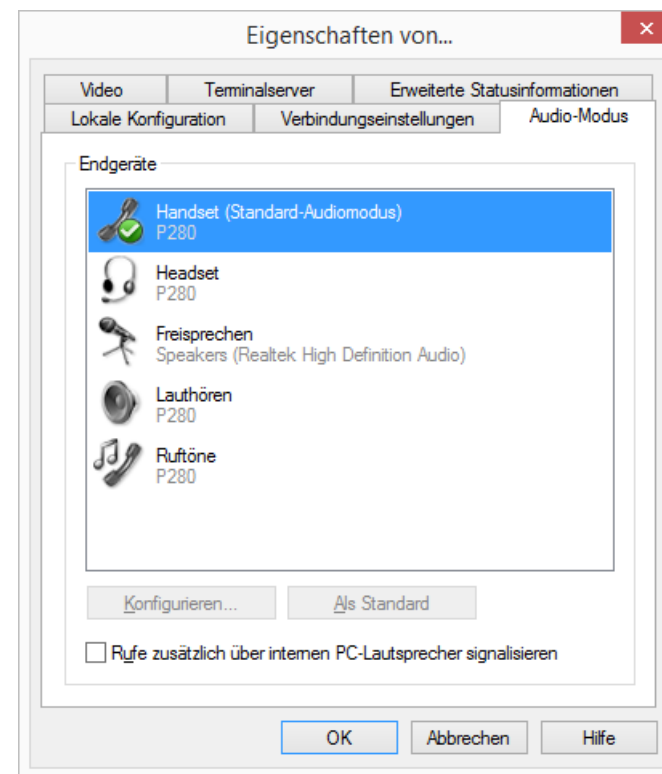 Eigenschaften von...
Video
Terminalserver
Erweiterte Statusinformationen
Lokale Konfiguration
Verbindungseinstellungen
Audio-Modus
Endgeräte
Handset (Standard-Audiomodus)
P280
Headset
P280
Freisprechen
Speakers (Realtek High Definition Audio)
Lauthören
P280
Ruftöne
P280
Konfigurieren...
Als Standard
Rufe zusätzlich über internen PC-Lautsprecher signalisieren
OK
Abbrechen
Hilfe